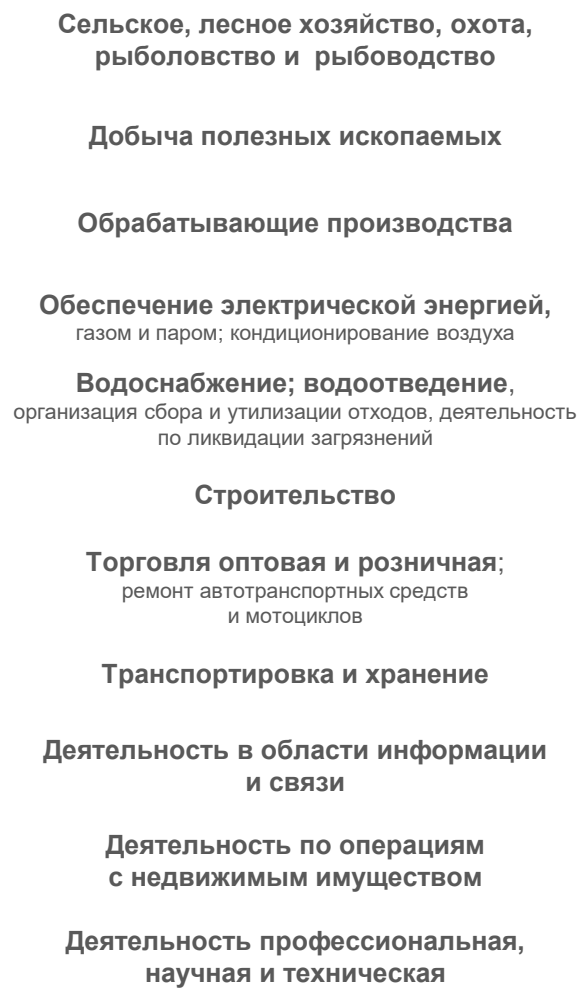 Сельское, лесное хозяйство, охота,
рыболовство и рыбоводство
Добыча полезных ископаемых
Обрабатывающие производства
Обеспечение электрической энергией,
газом и паром; кондиционирование воздуха
Водоснабжение; водоотведение,
организация сбора и утилизации отходов, деятельность
по ликвидации загрязнений
Строительство
Торговля оптовая и розничная;
ремонт автотранспортных средств
и мотоциклов
Транспортировка и хранение
Деятельность в области информации
и связи
Деятельность по операциям
с недвижимым имуществом
Деятельность профессиональная,
научная и техническая